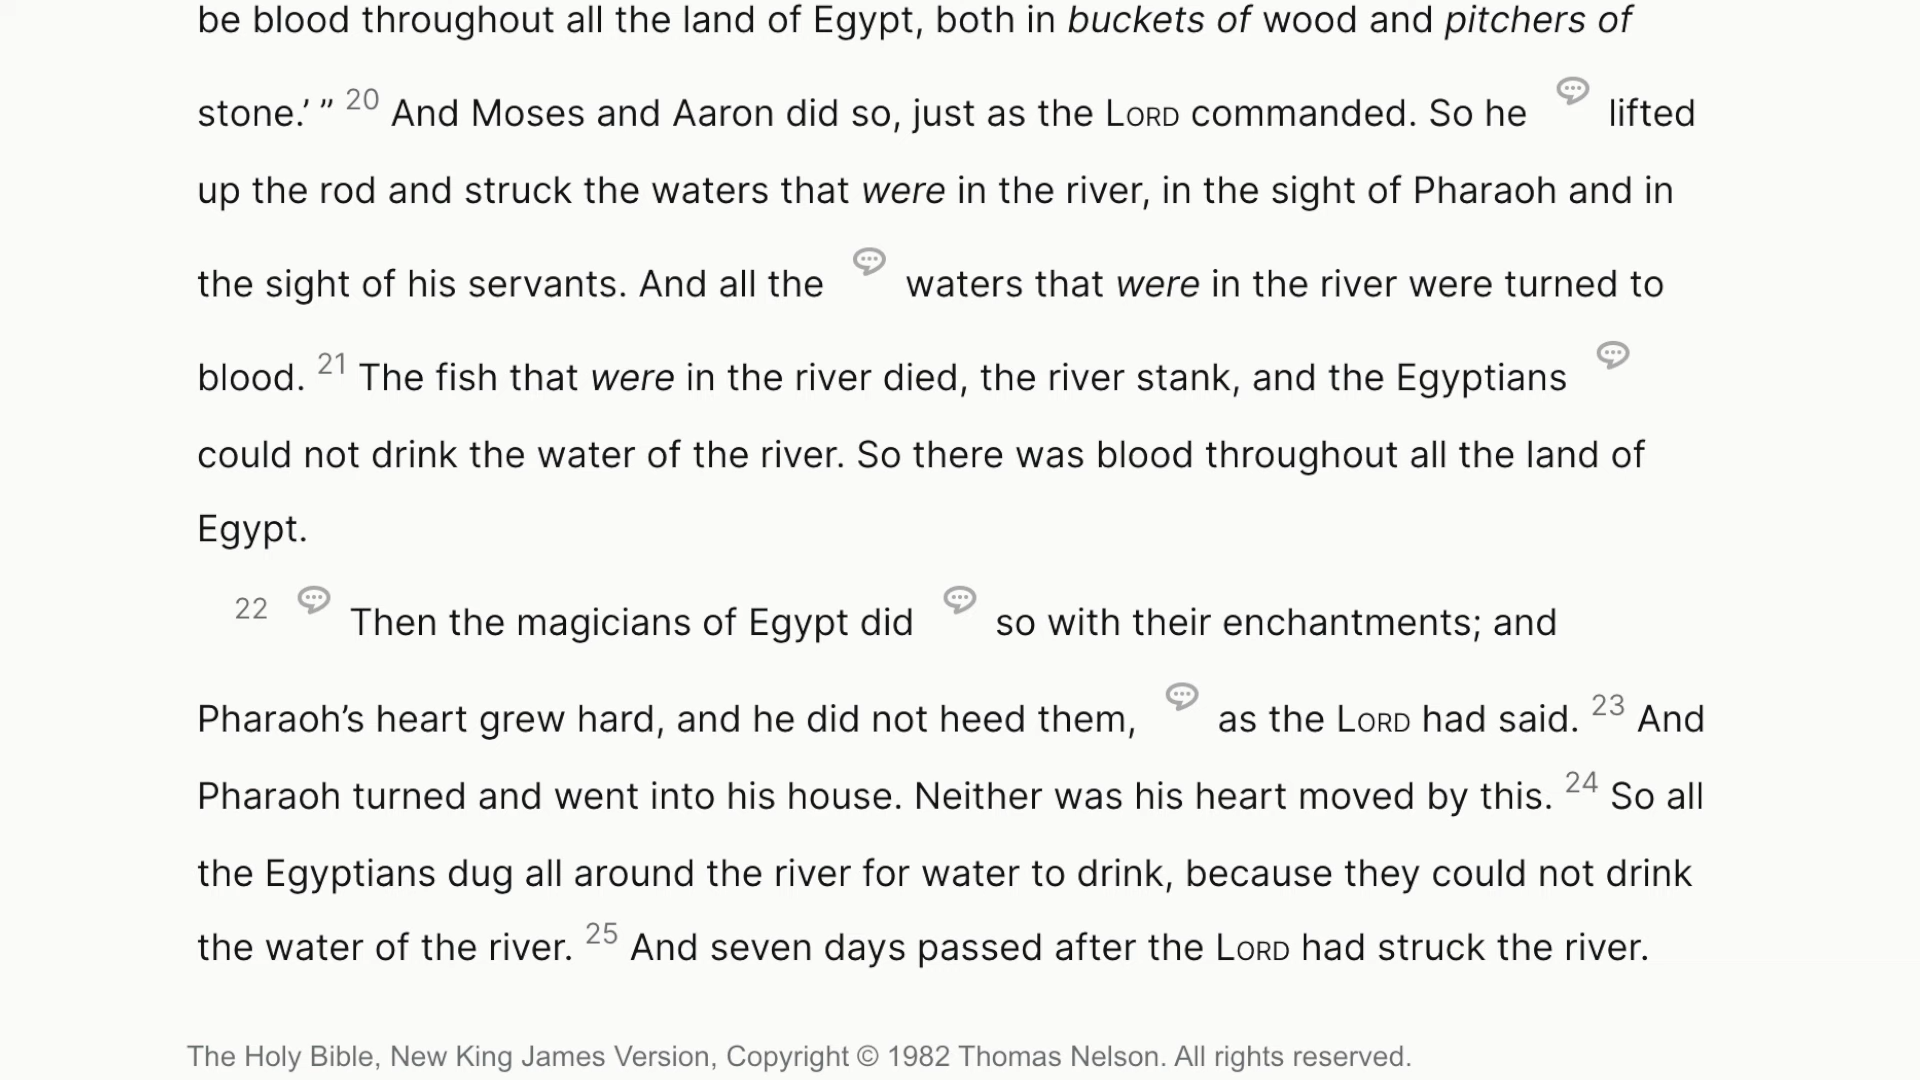 be blood throughout all the land of Egypt, both in buckets of wood and pitchers of
stone.’ ” 20 And Moses and Aaron did so, just as the LORD commanded. So he lifted
up the rod and struck the waters that were in the river, in the sight of Pharaoh and in
the sight of his servants. And all the waters that were in the river were turned to
blood. 21 The fish that were in the river died, the river stank, and the Egyptians
could not drink the water of the river. So there was blood throughout all the land of
Egypt.
22 Then the magicians of Egypt did so with their enchantments; and
Pharaoh’s heart grew hard, and he did not heed them, as the LORD had said. 23 And
Pharaoh turned and went into his house. Neither was his heart moved by this. 24 So all
the Egyptians dug all around the river for water to drink, because they could not drink
the water of the river. 25 And seven days passed after the LORD had struck the river.
The Holy Bible, New King James Version, Copyright © 1982 Thomas Nelson. All rights reserved.